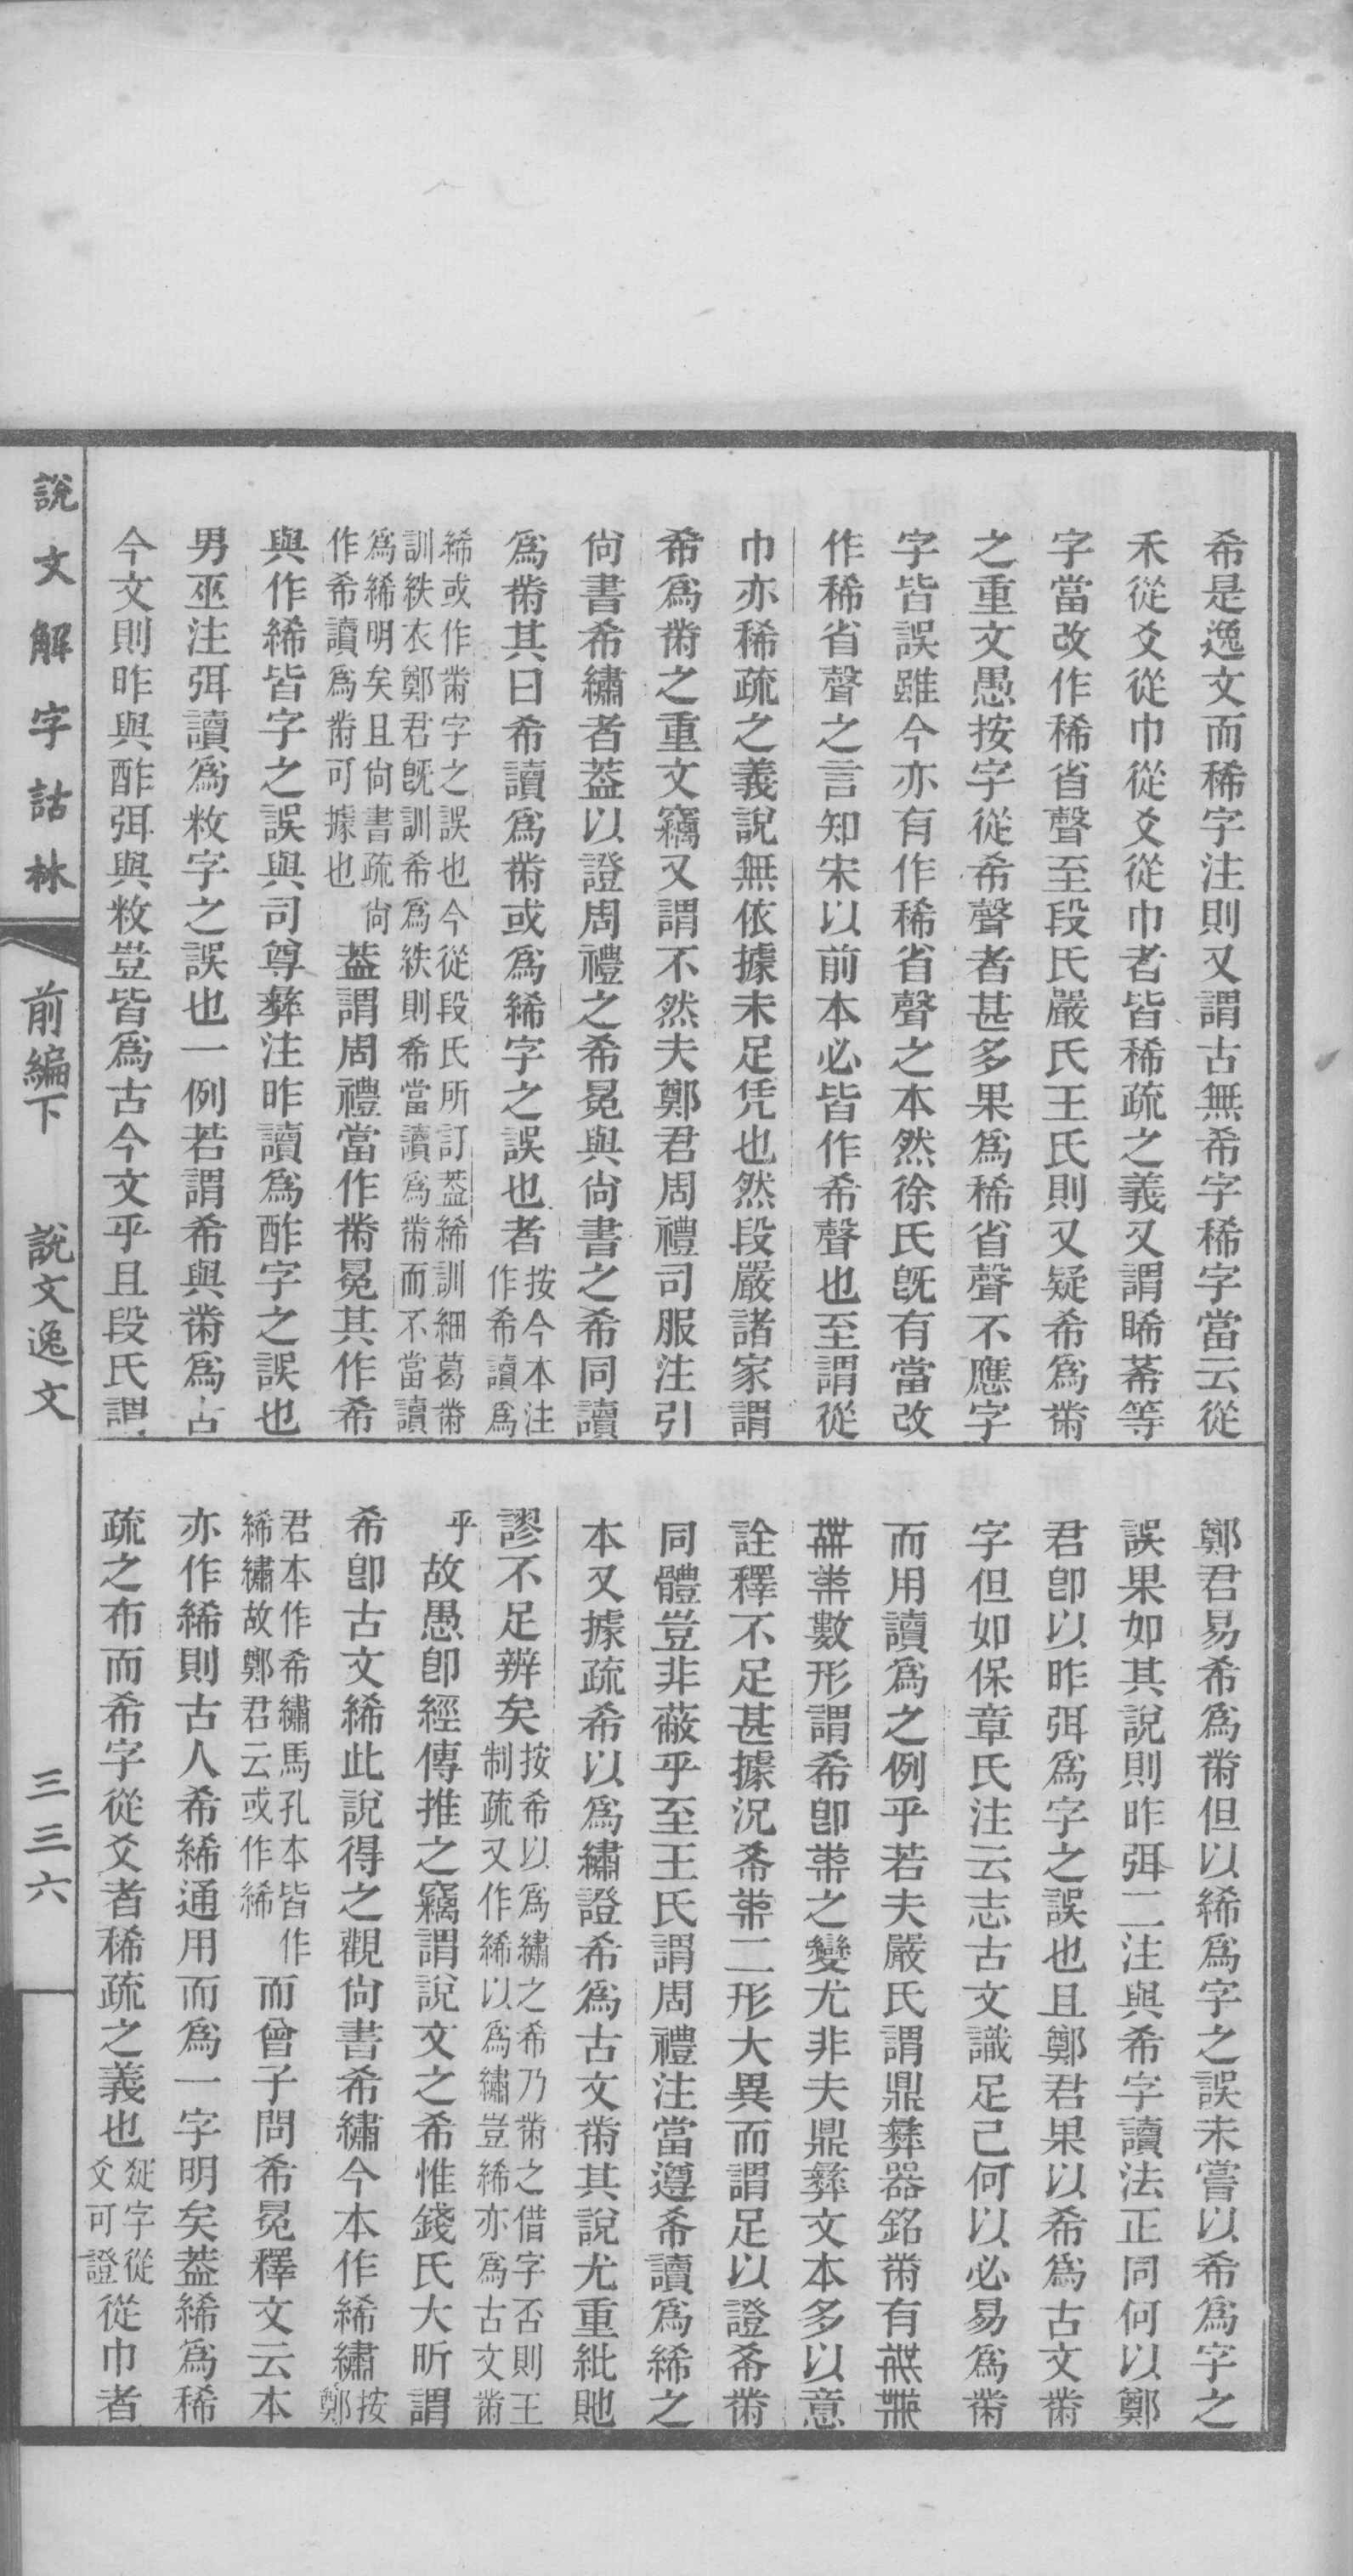 希是逸文而稀字注則又謂古無希字稀字當云從
禾從爻從巾從爻從巾者皆稀疏之義又謂晞莃等
字當改作稀省聲至段氏嚴氏王氏則又疑希爲黹
之重文愚按字從希聲者甚多果爲稀省聲不應字
字皆誤雖今亦有作稀省聲之本然徐氏旣有當改
作稀省聲之言知宋以前本必皆作希聲也至謂從
巾亦稀疏之義說無依據未足凭也然段嚴諸家謂
希爲黹之重文竊又謂不然夫鄭君周禮司服注引
尙書希繡者葢以證周禮之希冕與尙書之希同讀
爲黹其曰希讀爲黹或爲絺字之誤也者按今本注作希讀爲
絺或作黹字之誤也今從段氏所訂葢絺訓細葛黹
訓紩衣鄭君旣訓希爲紩則希當讀爲黹而不當讀
爲絺明矣且尙書疏尙
作希讀爲黹可據也葢謂周禮當作黹冕其作希
與作絺皆字之誤與司尊彝注昨讀爲酢字之誤也
男巫注弭讀爲敉字之誤也一例若謂希與黹爲古
今文則昨與酢弭與敉豈皆爲古今文乎且段氏謂
鄭君易希爲黹但以絺爲字之誤未嘗以希爲字之
誤果如其說則昨弭二注與希字讀法正同何以鄭
君卽以昨弭爲字之誤也且鄭君果以希爲古文黹
字但如保章氏注云志古文識足已何以必易爲黹
而用讀爲之例乎若夫嚴氏謂鼎彝器銘黹有
數形謂希卽之變尤非夫鼎彝文本多以意
詮釋不足甚據況希二形大異而謂足以證希黹
同體豈非蔽乎至王氏謂周禮注當遵希讀爲絺之
本又據疏希以爲繡證希爲古文黹其說尤重紕貤
謬不足辨矣按希以爲繡之希乃黹之借字否則王制疏又作絺以爲繡豈絺亦爲古文黹
乎故愚卽經傳推之竊謂說文之希惟錢氏大昕謂
希卽古文絺此說得之觀尙書希繡今本作絺繡按鄭
君本作希繡馬孔本皆作
絺繡故鄭君云或作絺而曾子問希冕釋文云本
亦作絺則古人希絺通用而爲一字明矣葢絺爲稀
疏之布而希字從爻者稀疏之義也㸚字從爻可證從巾者
說文解字詁林
前編下
說文逸文
三三六